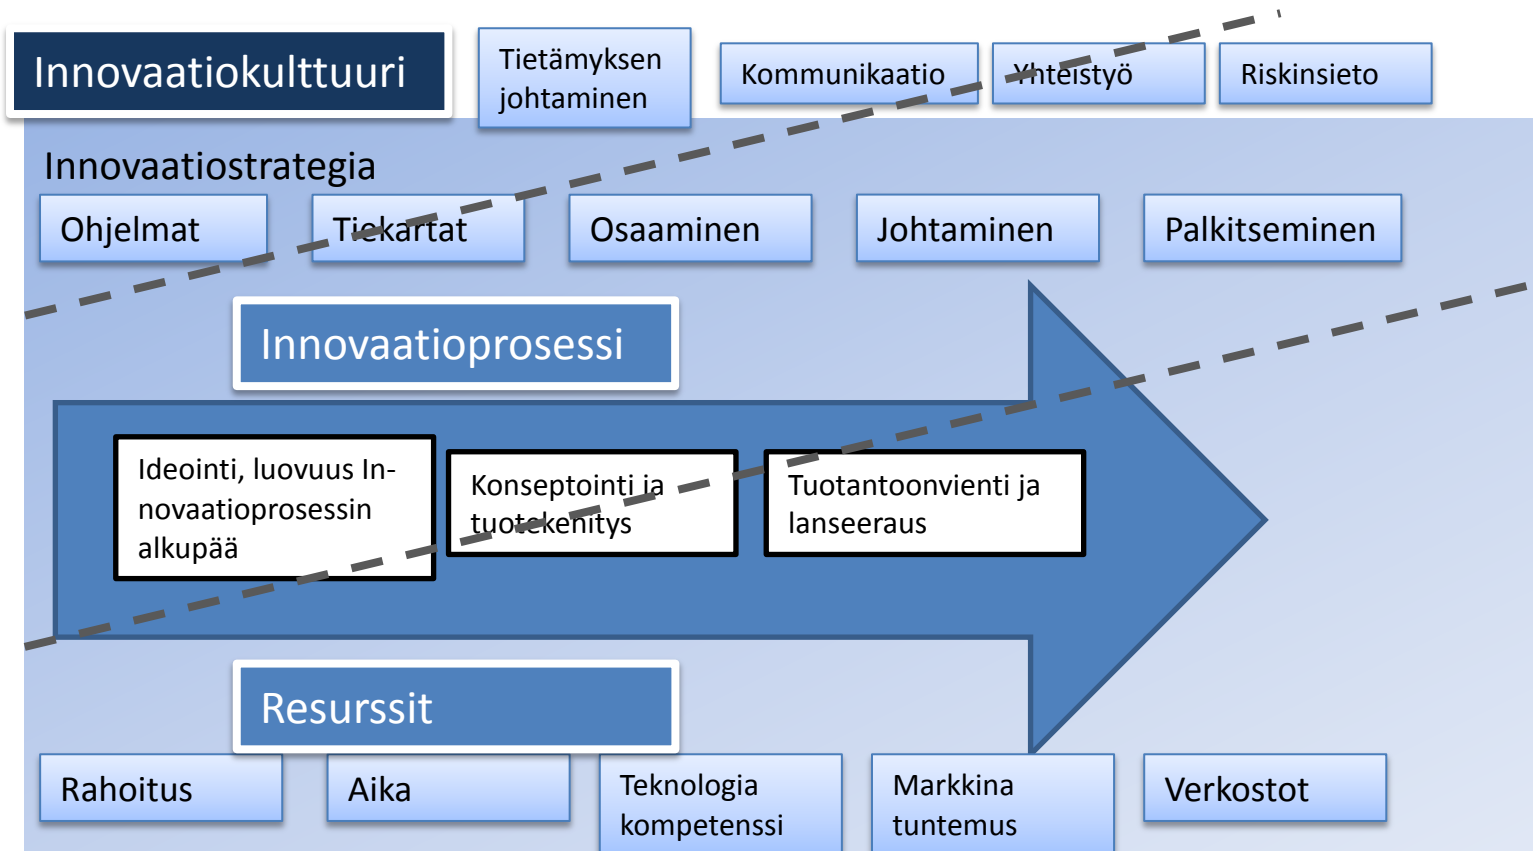 Innovaatiokulttuuri
Tietämyksen
johtaminen
Kommunikaatio
Yhteistyö
Riskinsieto
Innovaatiostrategia
Ohjelmat
Tiekartat
Osaaminen
Johtaminen
Palkitseminen
Innovaatioprosessi
Ideointi, luovuus In-
novaatioprosessin
alkupää
Konseptointi ja
tuotekenitys
Tuotantoonvienti ja
lanseeraus
Resurssit
Rahoitus
Aika
Teknologia
kompetenssi
Markkina
tuntemus
Verkostot